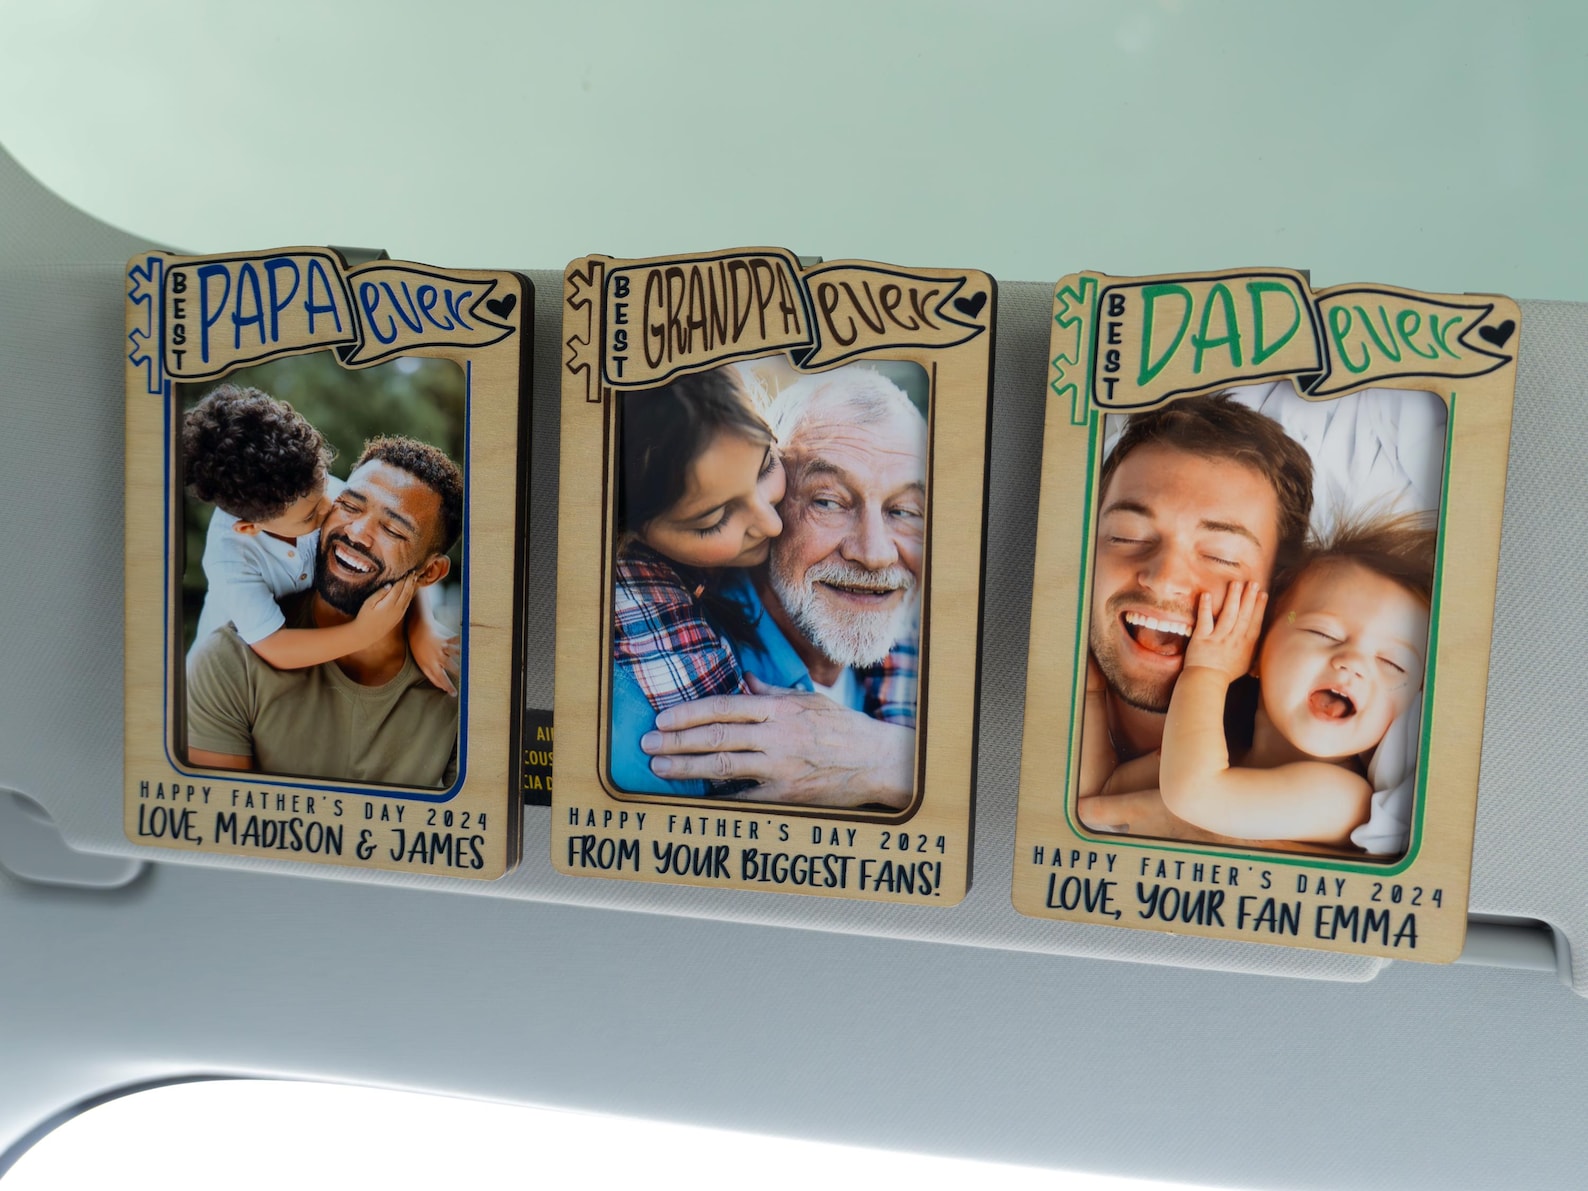 BEST PAPA ever
HAPPY FATHER'S DAY 2024
LOVE, MADISON & JAMES
BEST GRANDPA ever
HAPPY FATHER'S DAY 2024
FROM YOUR BIGGEST FANS!
BEST DAD ever
HAPPY FATHER'S DAY 2024
LOVE, YOUR FAN EMMA